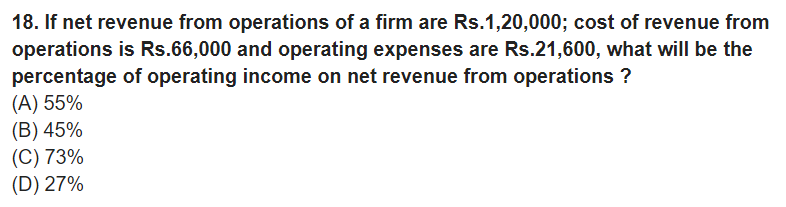 18. If net revenue from operations of a firm are Rs.1,20,000; cost of revenue from
operations is Rs.66,000 and operating expenses are Rs.21,600, what will be the
percentage of operating income on net revenue from operations ?
(A) 55%
(B) 45%
(C) 73%
(D) 27%